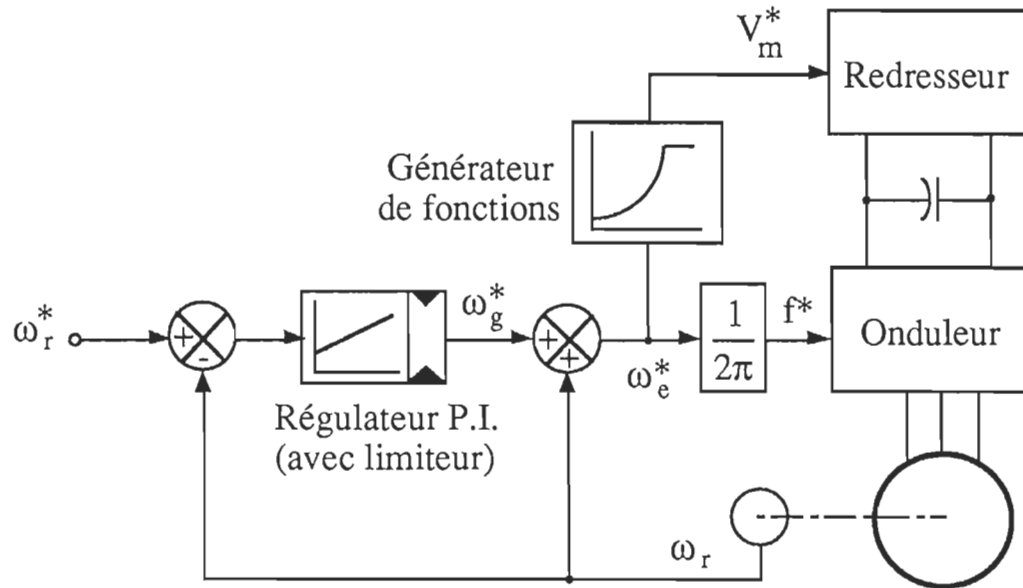 V*m
Redresseur
Générateur
de fonctions
ω*r
+
-
ω*g
+
+
ω*e
1
2π
f*
Onduleur
Régulateur P.I.
(avec limiteur)
ωr